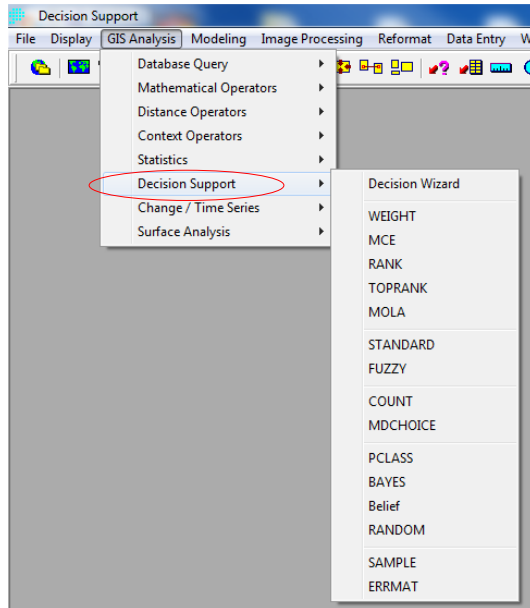 Decision Support
File Display GIS Analysis Modeling Image Processing Reformat Data Entry
Database Query
Mathematical Operators
Distance Operators
Context Operators
Statistics
Decision Support
Change / Time Series
Surface Analysis
Decision Wizard
WEIGHT
MCE
RANK
TOPRANK
MOLA
STANDARD
FUZZY
COUNT
MDCHOICE
PCLASS
BAYES
Belief
RANDOM
SAMPLE
ERRMAT